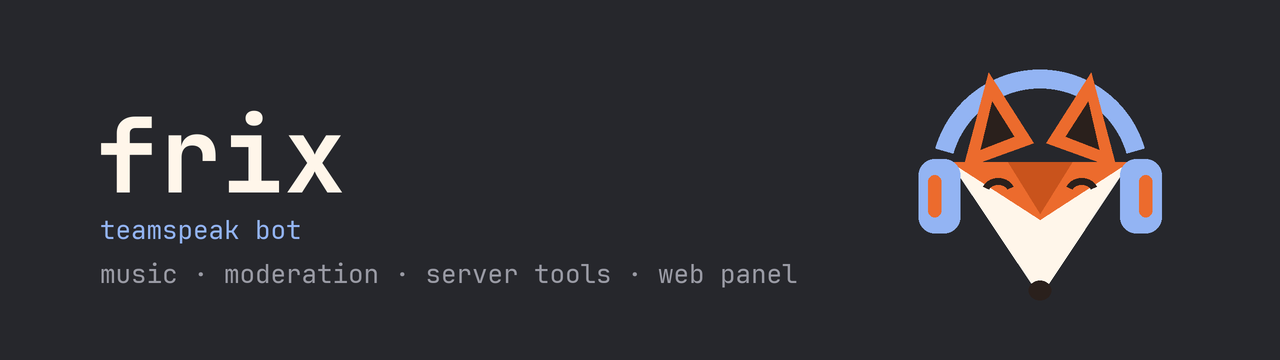 frix
teamspeak bot
music · moderation · server tools · web panel